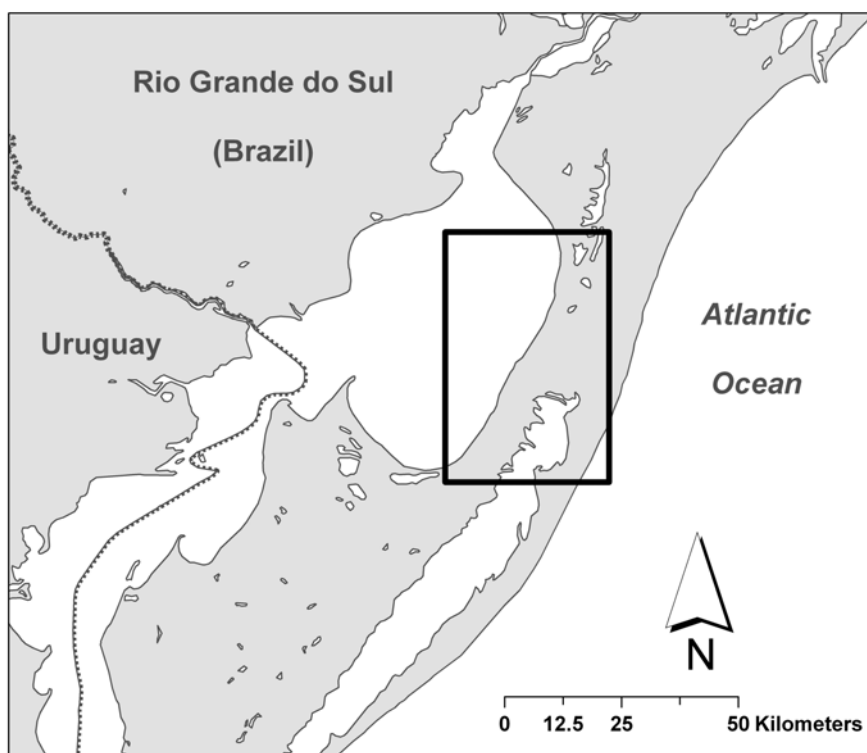 Rio Grande do Sul
(Brazil)
Uruguay
Atlantic
Ocean
N
0 12.5 25 50 Kilometers